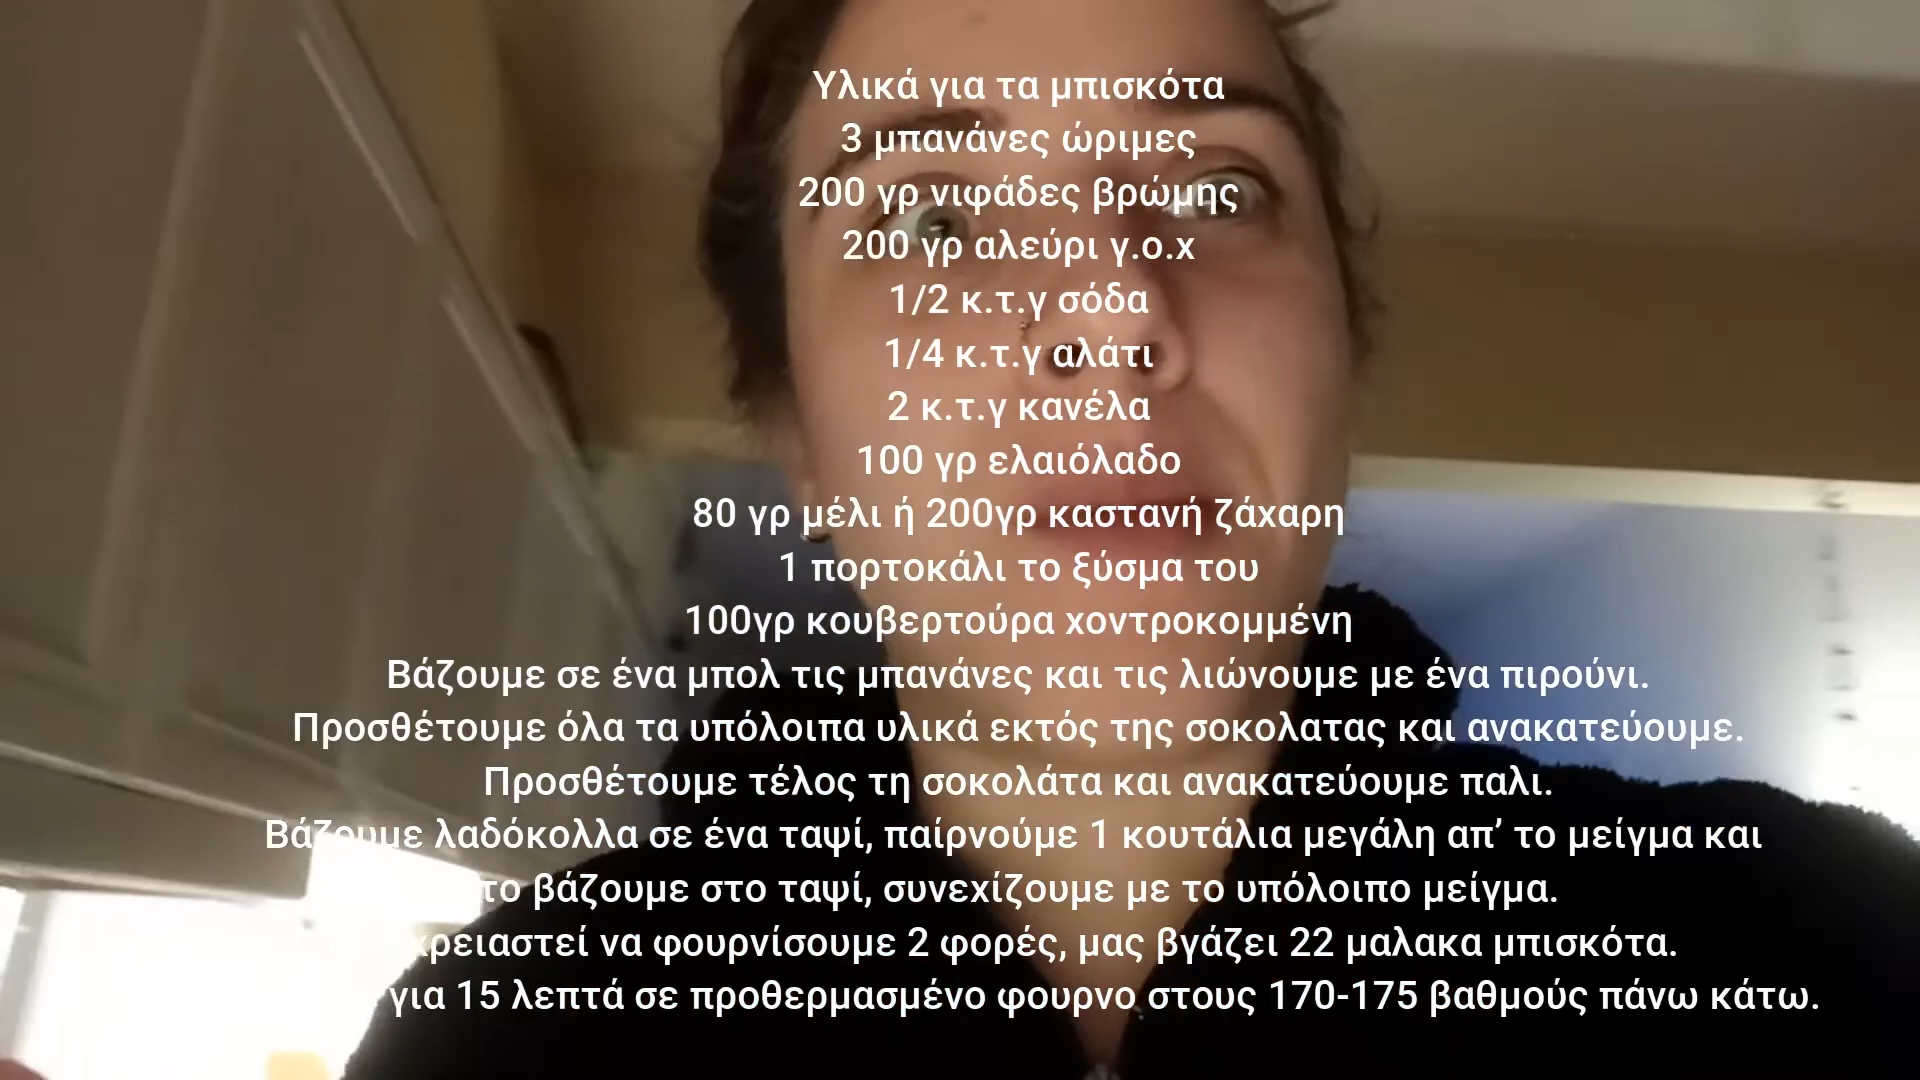 Υλικά για τα μπισκότα
3 μπανάνες ώριμες
200 γρ νιφάδες βρώμης
200 γρ αλεύρι γ.ο.χ
1/2 κ.τ.γ σόδα
1/4 κ.τ.γ αλάτι
2 κ.τ.γ κανέλα
100 γρ ελαιόλαδο
80 γρ μέλι ή 200γρ καστανή ζάχαρη
1 πορτοκάλι το ξύσμα του
100γρ κουβερτούρα χοντροκομμένη
Βάζουμε σε ένα μπολ τις μπανάνες και τις λιώνουμε με ένα πιρούνι.
Προσθέτουμε όλα τα υπόλοιπα υλικά εκτός της σοκολατας και ανακατεύουμε.
Προσθέτουμε τέλος τη σοκολάτα και ανακατεύουμε παλι.
Βάζουμε λαδόκολλα σε ένα ταψί, παίρνούμε 1 κουτάλια μεγάλη απ’ το μείγμα και
το βάζουμε στο ταψί, συνεχίζουμε με το υπόλοιπο μείγμα.
να φουρνίσουμε 2 φορές, μας βγάζει 22 μαλακα μπισκότα.
για 15 λεπτά σε προθερμασμένο φουρνο στους 170-175 βαθμούς πάνω κάτω.